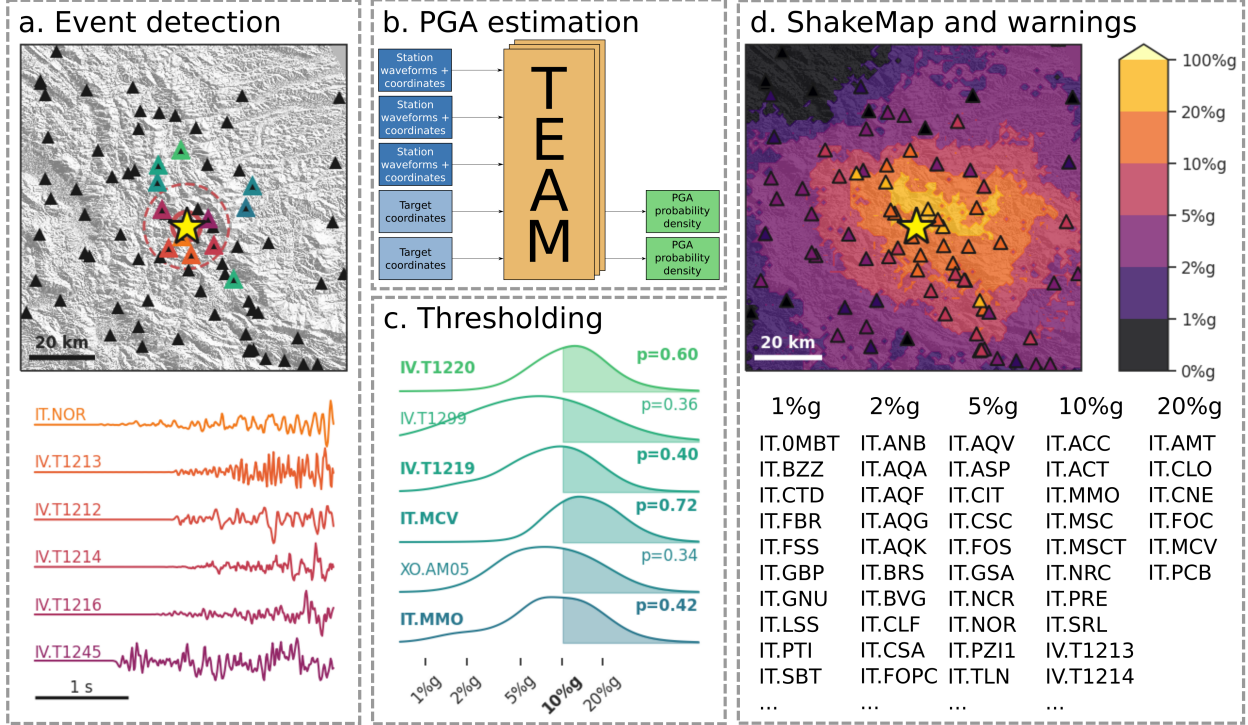 a. Event detection
20 km
IT.NOR
IV.T1213
IV.T1212
IV.T1214
IV.T1216
IV.T1245
1 s
b. PGA estimation
Station
waveforms +
coordinates
Station
waveforms +
coordinates
Station
waveforms +
coordinates
Target
coordinates
Target
coordinates
T
E
A
M
PGA
probability
density
PGA
probability
density
c. Thresholding
IV.T1220 p=0.60
IV.T1299 p=0.36
IV.T1219 p=0.40
IT.MCV p=0.72
XO.AM05 p=0.34
IT.MMO p=0.42
1%g 2%g 5%g 10%g 20%g
d. ShakeMap and warnings
20 km
100%g
20%g
10%g
5%g
2%g
1%g
0%g
1%g 2%g 5%g 10%g 20%g
IT.0MBT IT.ANB IT.AQV IT.ACC IT.AMT
IT.BZZ IT.AQA IT.ASP IT.ACT IT.CLO
IT.CTD IT.AQF IT.CIT IT.MMO IT.CNE
IT.FBR IT.AQG IT.CSC IT.MSC IT.FOC
IT.FSS IT.AQK IT.FOS IT.MSCT IT.MCV
IT.GBP IT.BRS IT.GSA IT.NRC IT.PCB
IT.GNU IT.BVG IT.NCR IT.PRE
IT.LSS IT.CLF IT.NOR IT.SRL
IT.PTI IT.CSA IT.PZI1 IV.T1213
IT.SBT IT.FOPC IT.TLN IV.T1214
... ... ... ...